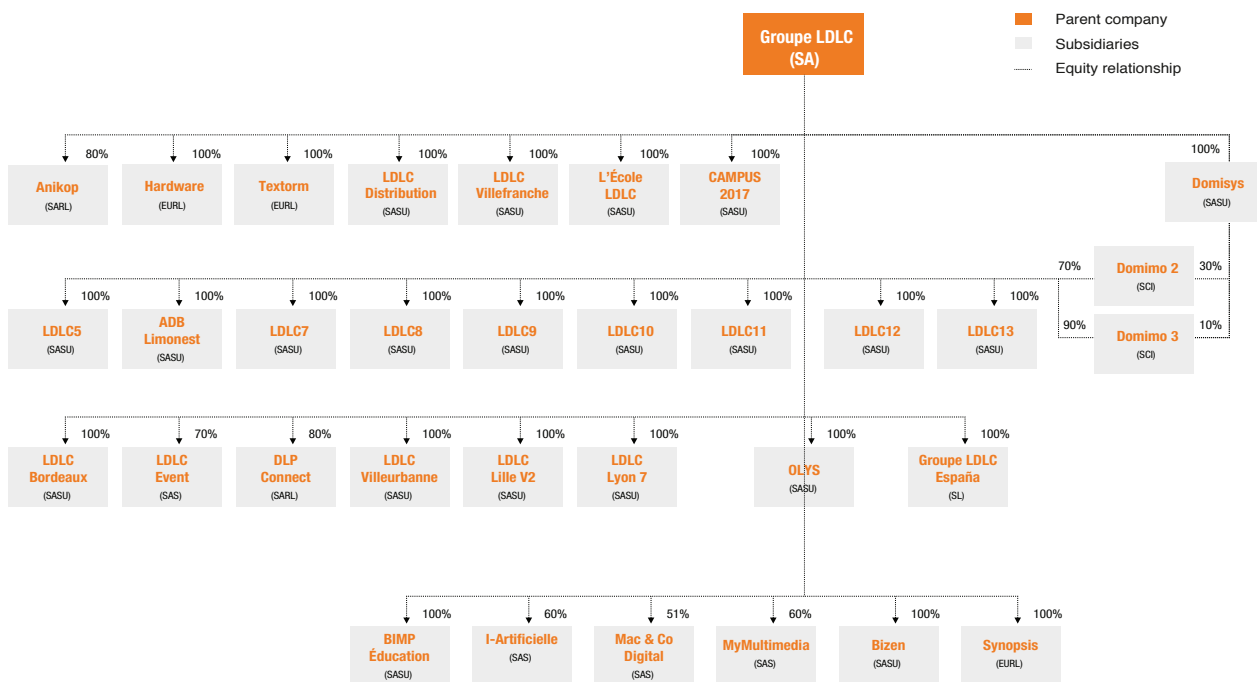 Groupe LDLC
(SA)
Parent company
Subsidiaries
Equity relationship
80%
100%
100%
100%
100%
100%
100%
100%
Anikop
(SARL)
Hardware
(EURL)
Textorm
(EURL)
LDLC
Distribution
(SASU)
LDLC
Villefranche
(SASU)
L'École
LDLC
(SASU)
CAMPUS
2017
(SASU)
Domisys
(SASU)
70%
Domimo 2
(SCI)
30%
90%
Domimo 3
(SCI)
10%
100%
100%
100%
100%
100%
100%
100%
100%
100%
LDLC5
(SASU)
ADB
Limonest
(SASU)
LDLC7
(SASU)
LDLC8
(SASU)
LDLC9
(SASU)
LDLC10
(SASU)
LDLC11
(SASU)
LDLC12
(SASU)
LDLC13
(SASU)
100%
70%
80%
100%
100%
100%
100%
100%
LDLC
Bordeaux
(SASU)
LDLC
Event
(SAS)
DLP
Connect
(SARL)
LDLC
Villeurbanne
(SASU)
LDLC
Lille V2
(SASU)
LDLC
Lyon 7
(SASU)
OLYS
(SASU)
Groupe LDLC
España
(SL)
100%
60%
51%
60%
100%
100%
BIMP
Éducation
(SASU)
I-Artificielle
(SAS)
Mac & Co
Digital
(SAS)
MyMultimedia
(SAS)
Bizen
(SASU)
Synopsis
(EURL)